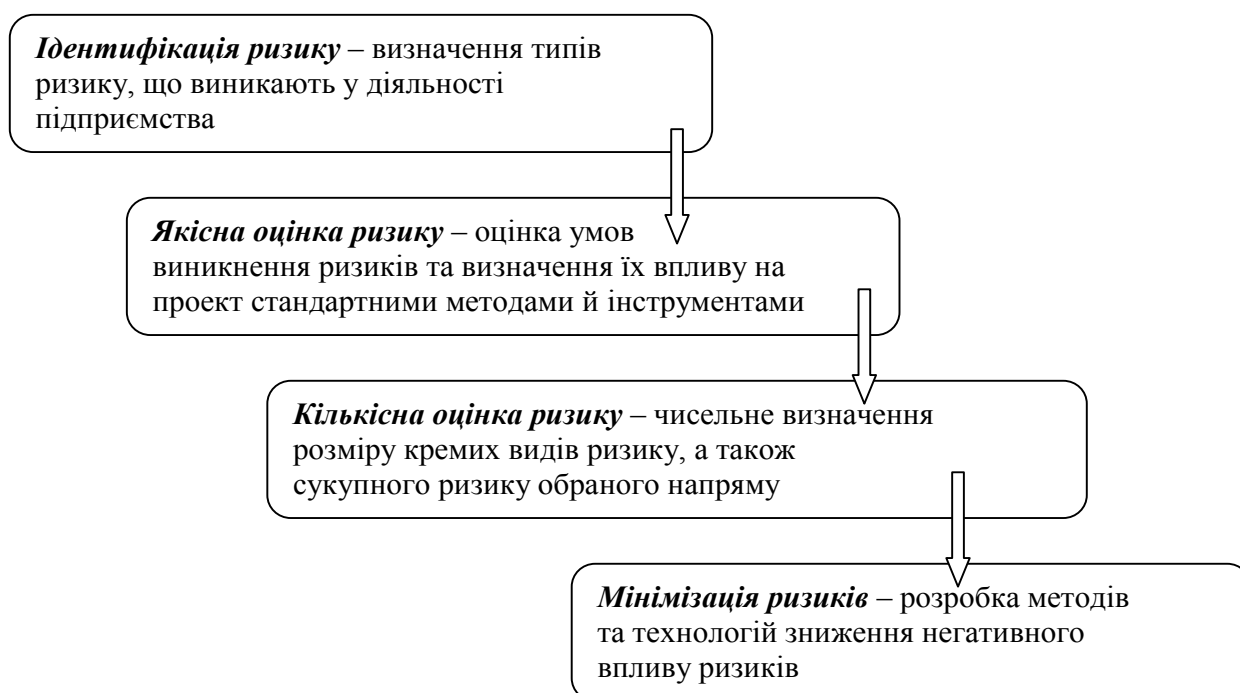 Ідентифікація ризику – визначення типів
ризику, що виникають у діяльності
підприємства
Якісна оцінка ризику – оцінка умов
виникнення ризиків та визначення їх впливу на
проект стандартними методами й інструментами
Кількісна оцінка ризику – чисельне визначення
розміру кремих видів ризику, а також
сукупного ризику обраного напряму
Мінімізація ризиків – розробка методів
та технологій зниження негативного
впливу ризиків